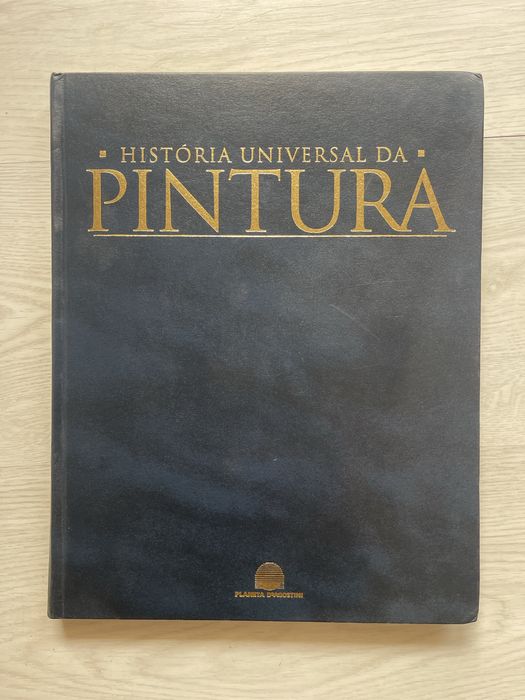 HISTÓRIA UNIVERSAL DA
PINTURA
PLANETA DeAGOSTINI